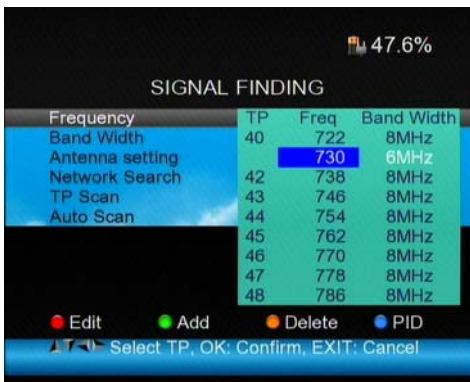 47.6%
SIGNAL FINDING
Frequency TP Freq Band Width
Band Width 40 722 8MHz
Antenna setting 730 6MHz
Network Search 42 738 8MHz
TP Scan 43 746 8MHz
Auto Scan 44 754 8MHz
45 762 8MHz
46 770 8MHz
47 778 8MHz
48 786 8MHz
Edit Add Delete PID
Select TP, OK: Confirm, EXIT: Cancel